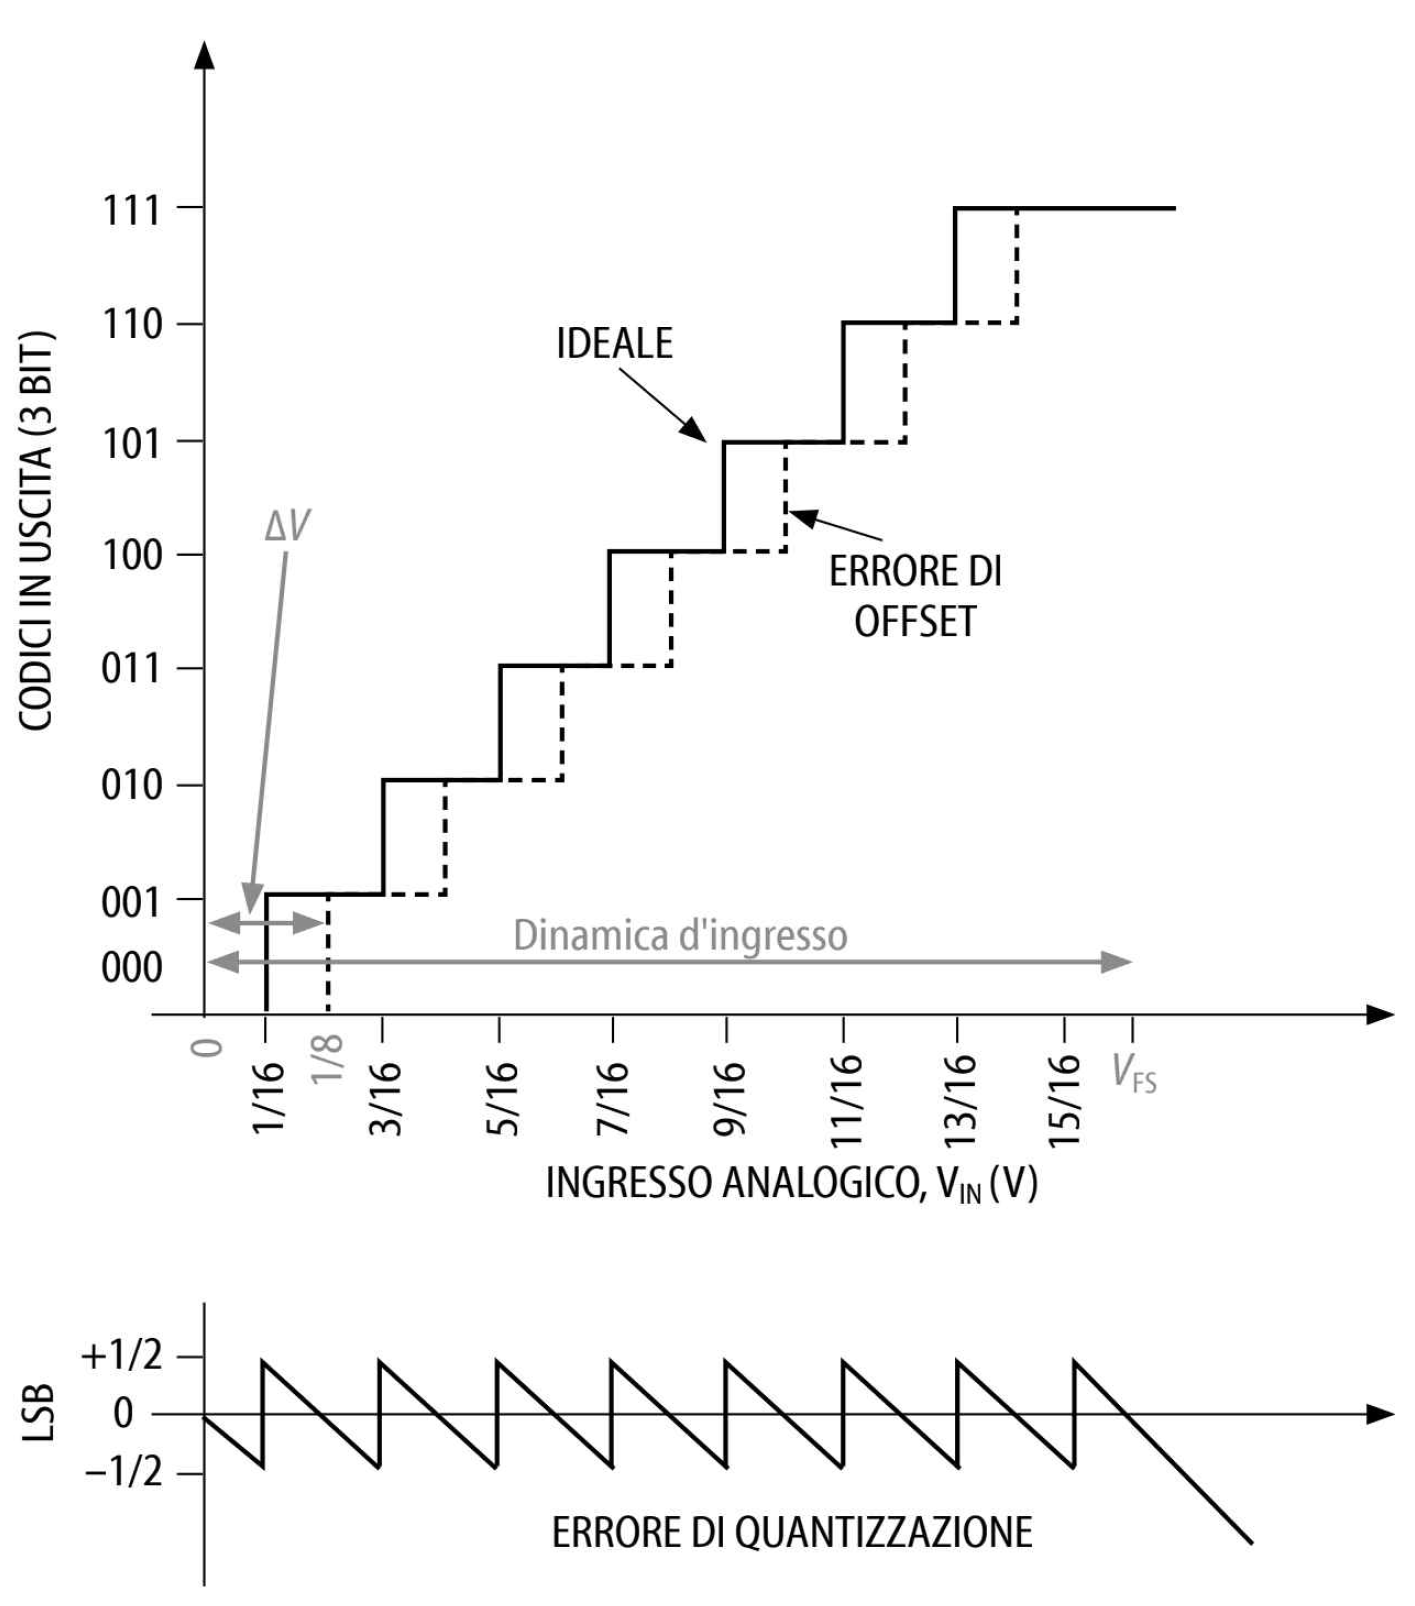 111
110
IDEALE
101
ΔV
100
ERRORE DI
OFFSET
011
010
001
Dinamica d'ingresso
000
CODICI IN USCITA (3 BIT)
0
1/16
1/8
3/16
5/16
7/16
9/16
11/16
13/16
15/16
VFS
INGRESSO ANALOGICO, VIN (V)
+1/2
0
−1/2
LSB
ERRORE DI QUANTIZZAZIONE